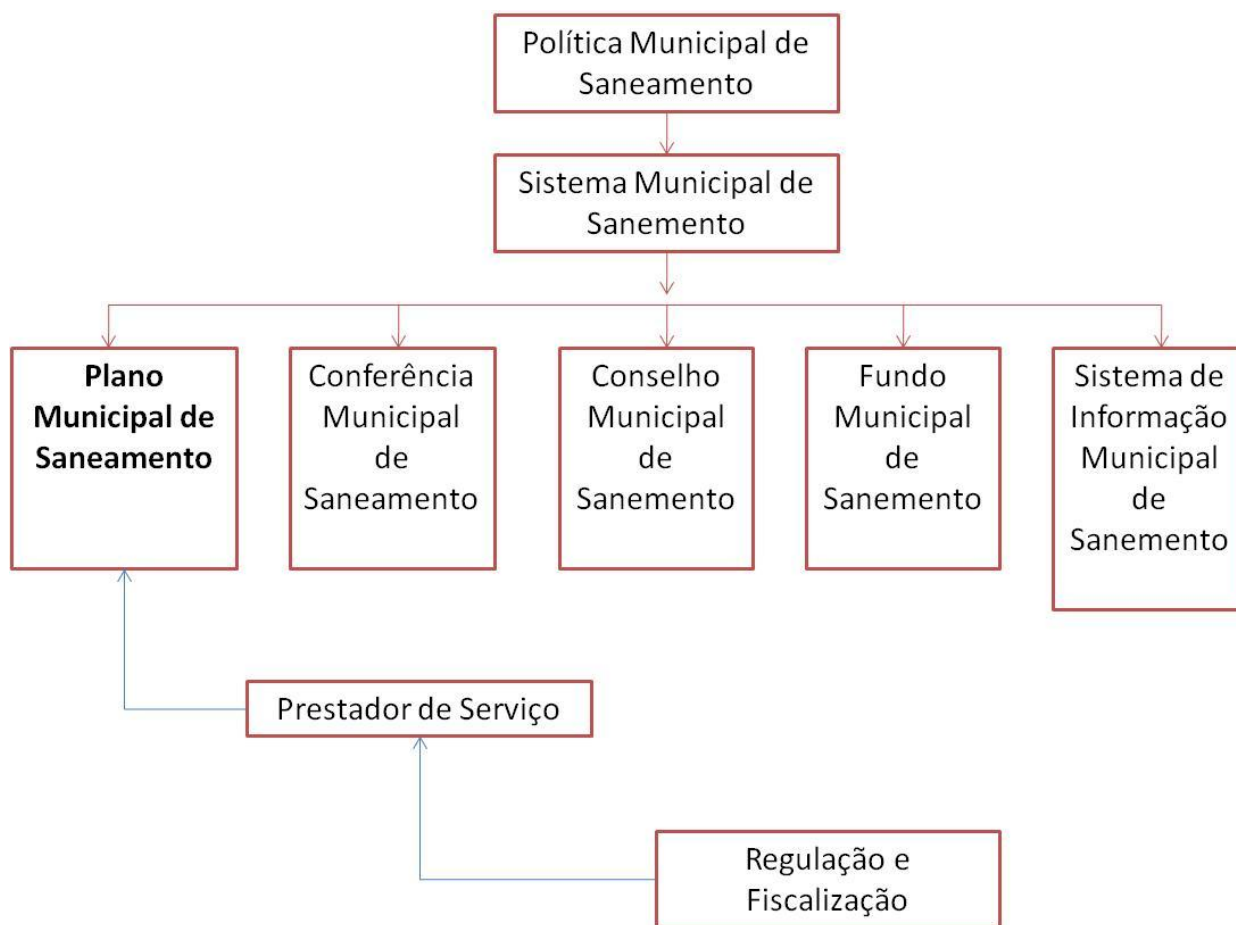 Política Municipal de
Saneamento
Sistema Municipal de
Sanemento
Plano
Municipal de
Saneamento
Conferência
Municipal
de
Saneamento
Conselho
Municipal
de
Sanemento
Fundo
Municipal
de
Sanemento
Sistema de
Informação
Municipal
de
Sanemento
Prestador de Serviço
Regulação e
Fiscalização